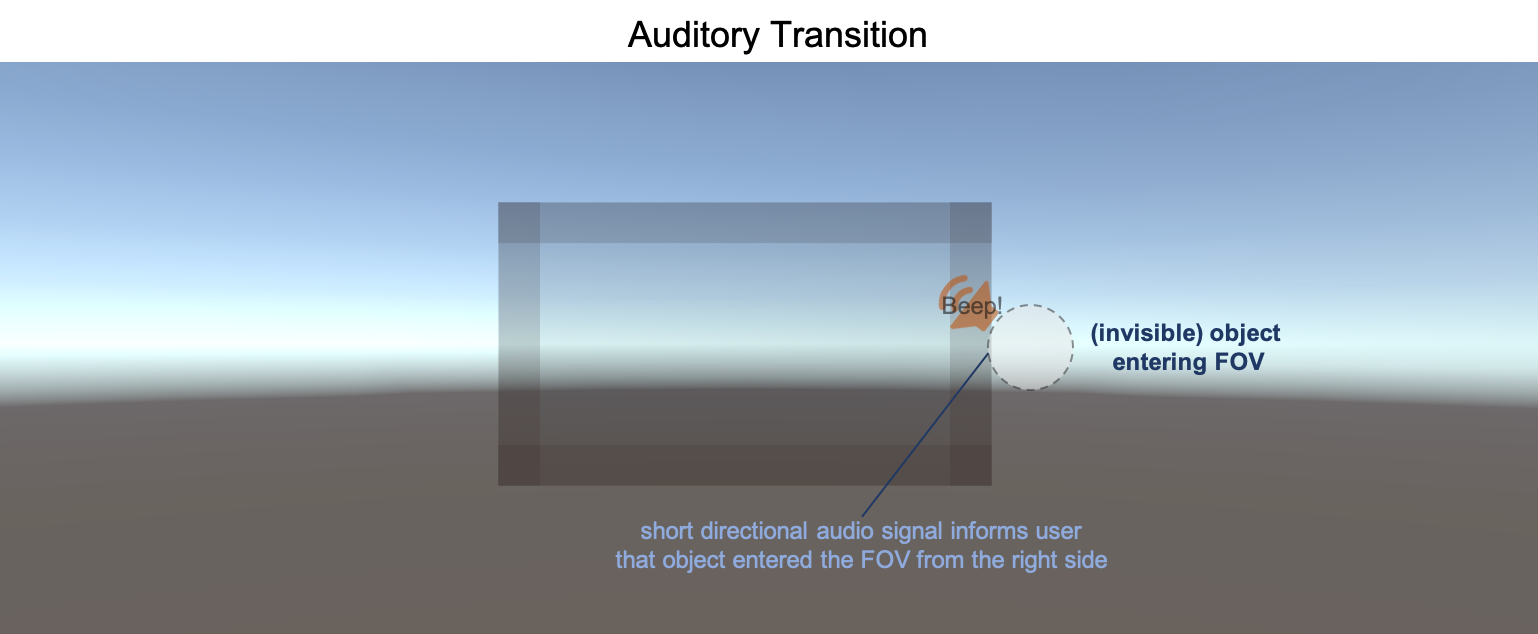 Auditory Transition
Beep!
(invisible) object
entering FOV
short directional audio signal informs user
that object entered the FOV from the right side